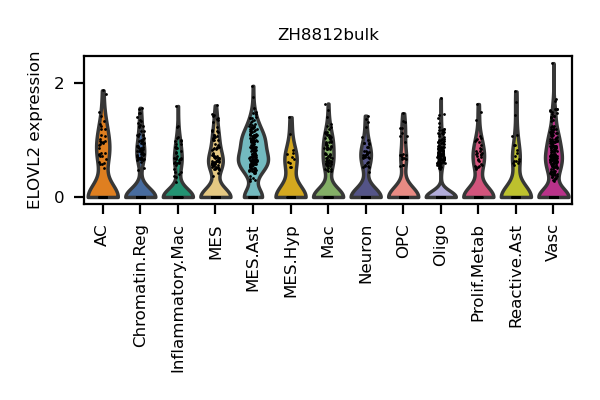 ZH8812bulk
ELOVL2 expression
2
0
AC
Chromatin.Reg
Inflammatory.Mac
MES
MES.Ast
MES.Hyp
Mac
Neuron
OPC
Oligo
Prolif.Metab
Reactive.Ast
Vasc